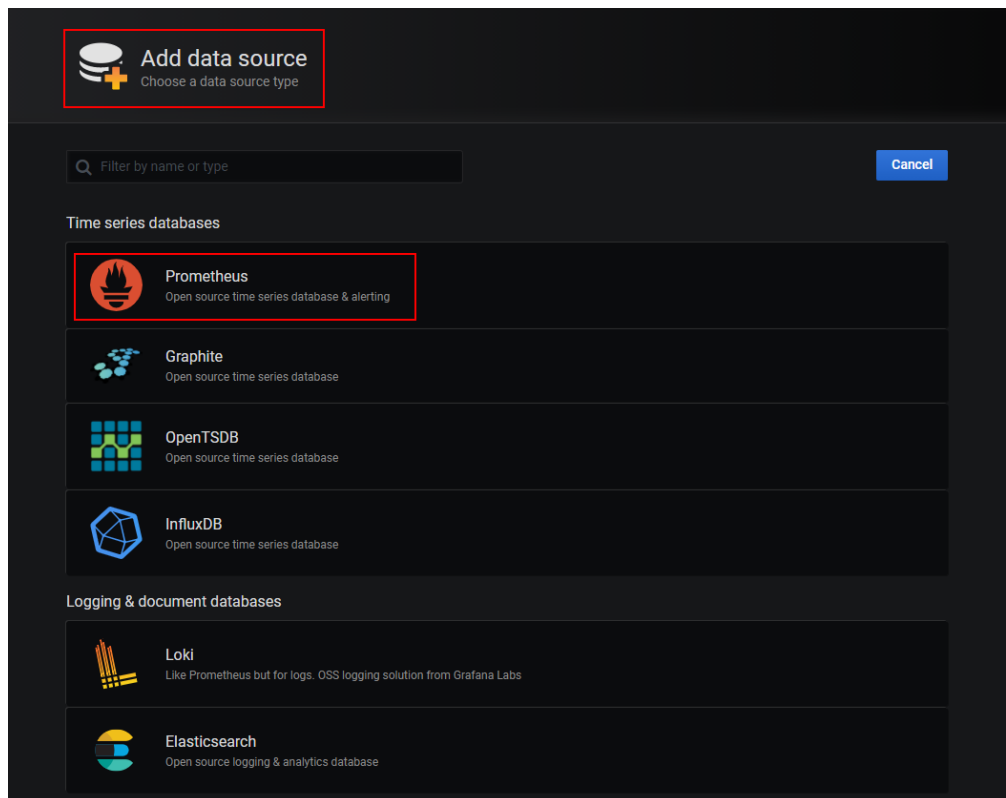 Add data source
Choose a data source type
Filter by name or type
Cancel
Time series databases
Prometheus
Open source time series database & alerting
Graphite
Open source time series database
OpenTSDB
Open source time series database
InfluxDB
Open source time series database
Logging & document databases
Loki
Like Prometheus but for logs. OSS logging solution from Grafana Labs
Elasticsearch
Open source logging & analytics database